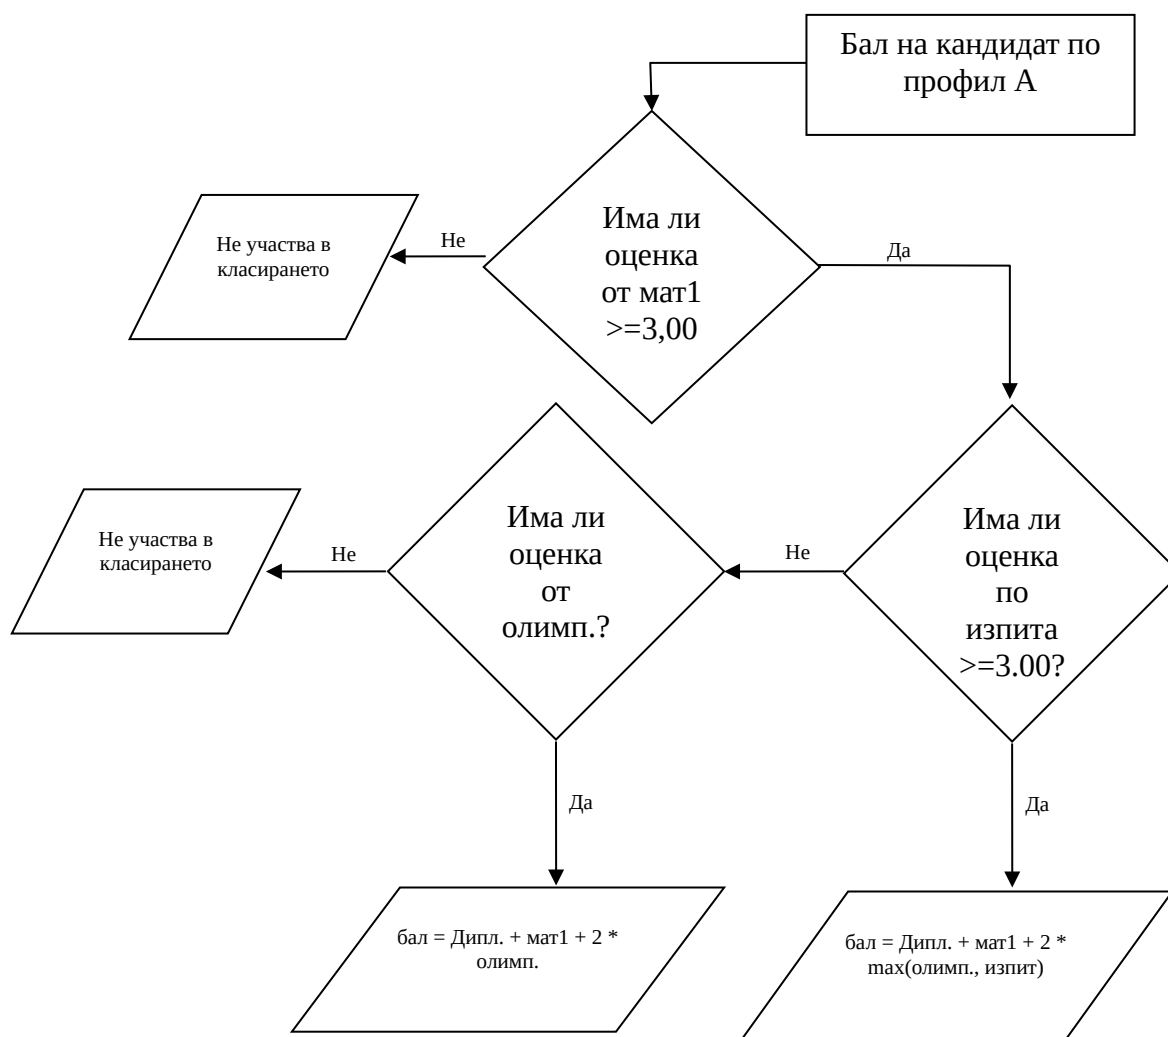 Бал на кандидат по
профил А
Има ли
оценка
от мат1
>=3,00
Не
Не участва в
класирането
Да
Има ли
оценка
по
изпита
>=3.00?
Не
Има ли
оценка
от
олимп.?
Не
Не участва в
класирането
Да
Да
бал = Дипл. + мат1 + 2 *
олимп.
бал = Дипл. + мат1 + 2 *
max(олимп., изпит)